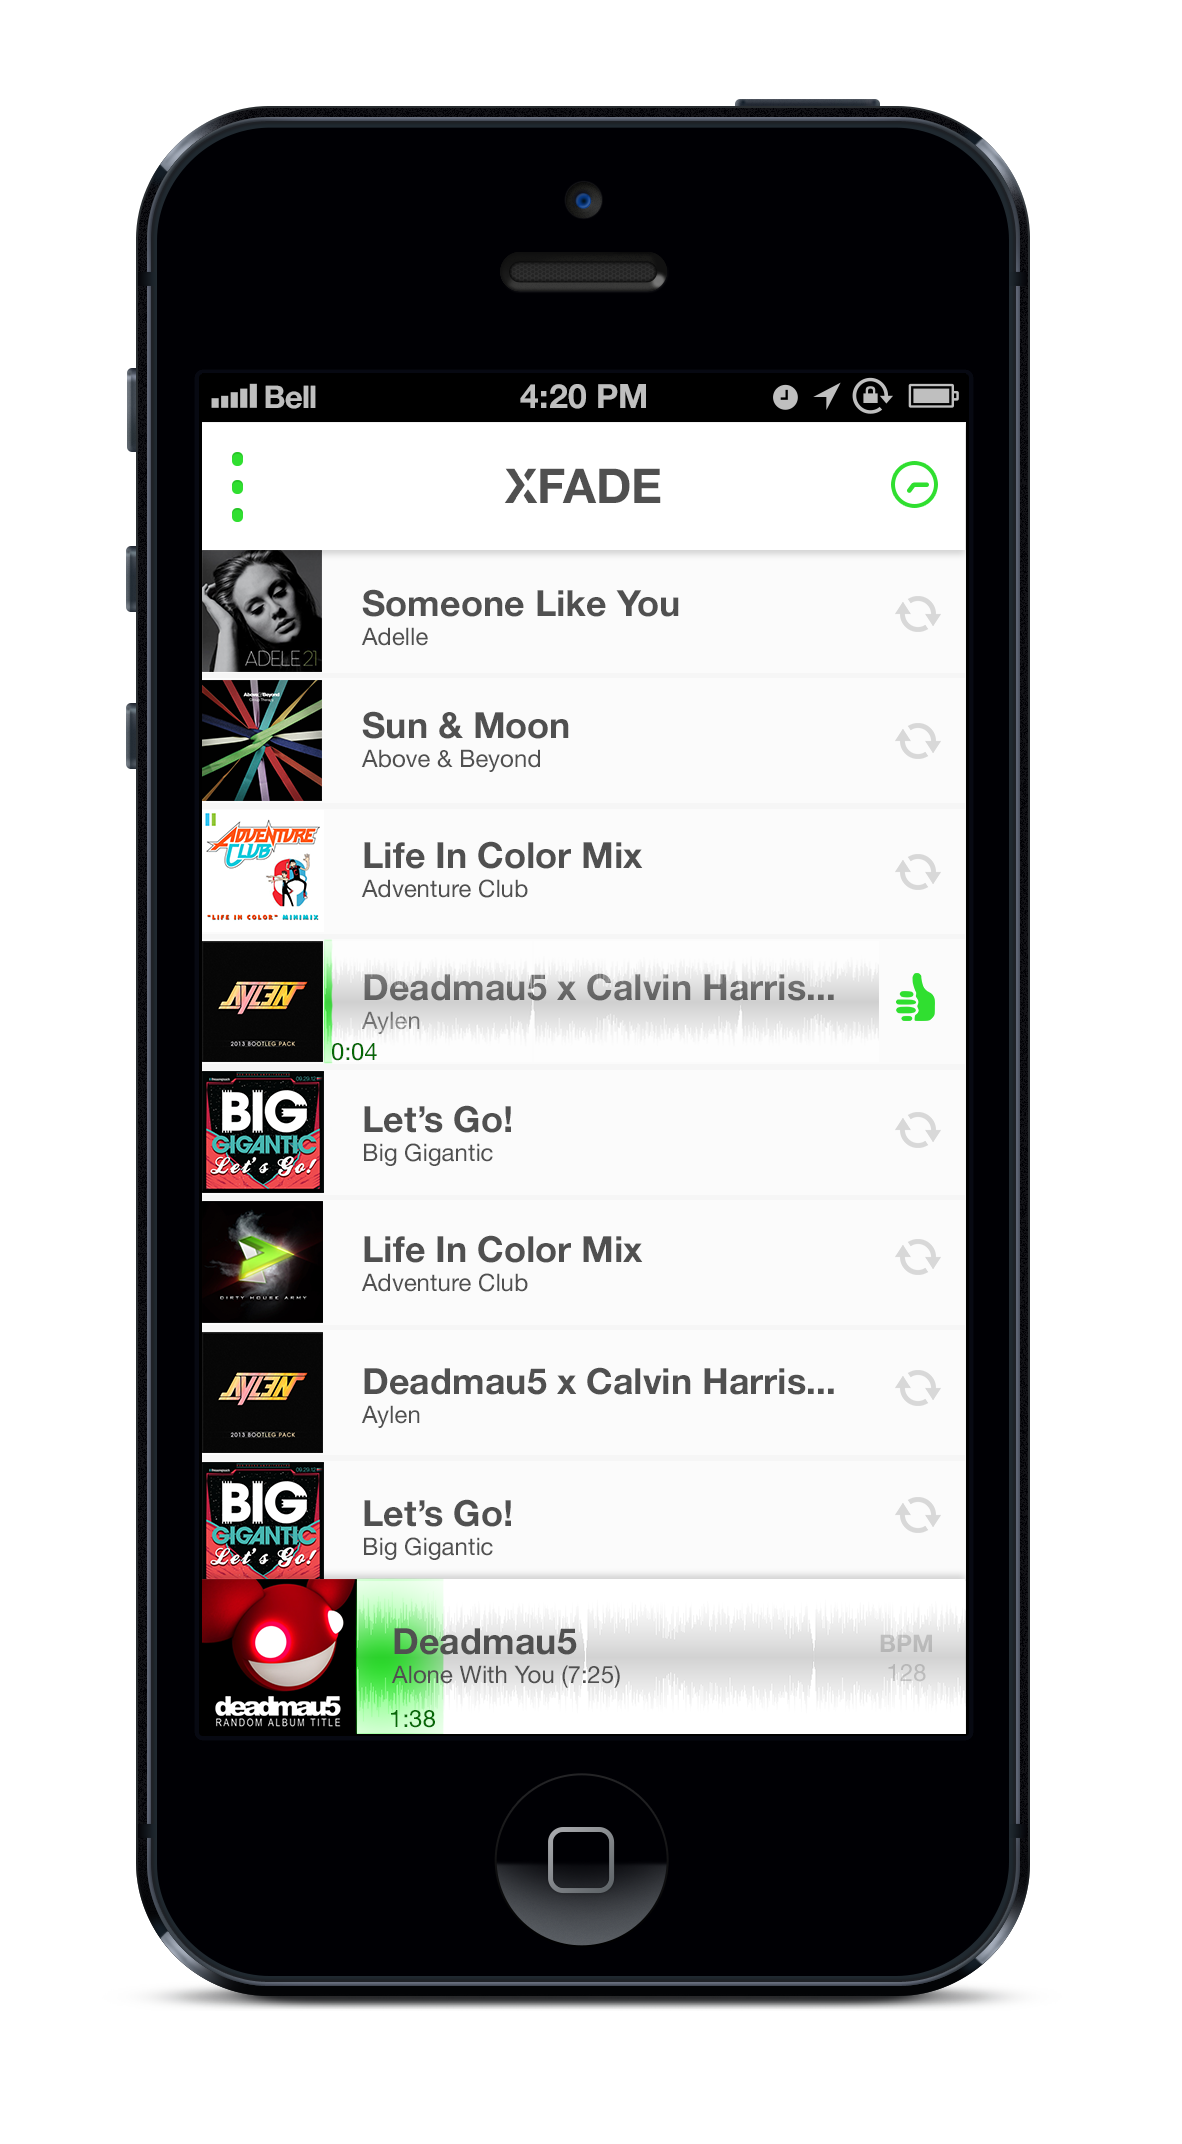 Bell 4:20 PM
XFADE
ADELE 21
Someone Like You
Adelle
Above & Beyond
Sun & Moon
Above & Beyond
ADVENTURE
CLUB
"LIFE IN COLOR" MINIMIX
Life In Color Mix
Adventure Club
AYLEN
2013 BOOTLEG PACK
Deadmau5 x Calvin Harris...
Aylen
0:04
BIG
GIGANTIC
Let's Go!
Let’s Go!
Big Gigantic
DIRTY HOUSE ARMY
Life In Color Mix
Adventure Club
AYLEN
2013 BOOTLEG PACK
Deadmau5 x Calvin Harris...
Aylen
BIG
GIGANTIC
Let's Go!
Let’s Go!
Big Gigantic
deadmau5
RANDOM ALBUM TITLE
Deadmau5
Alone With You (7:25)
1:38
BPM
128